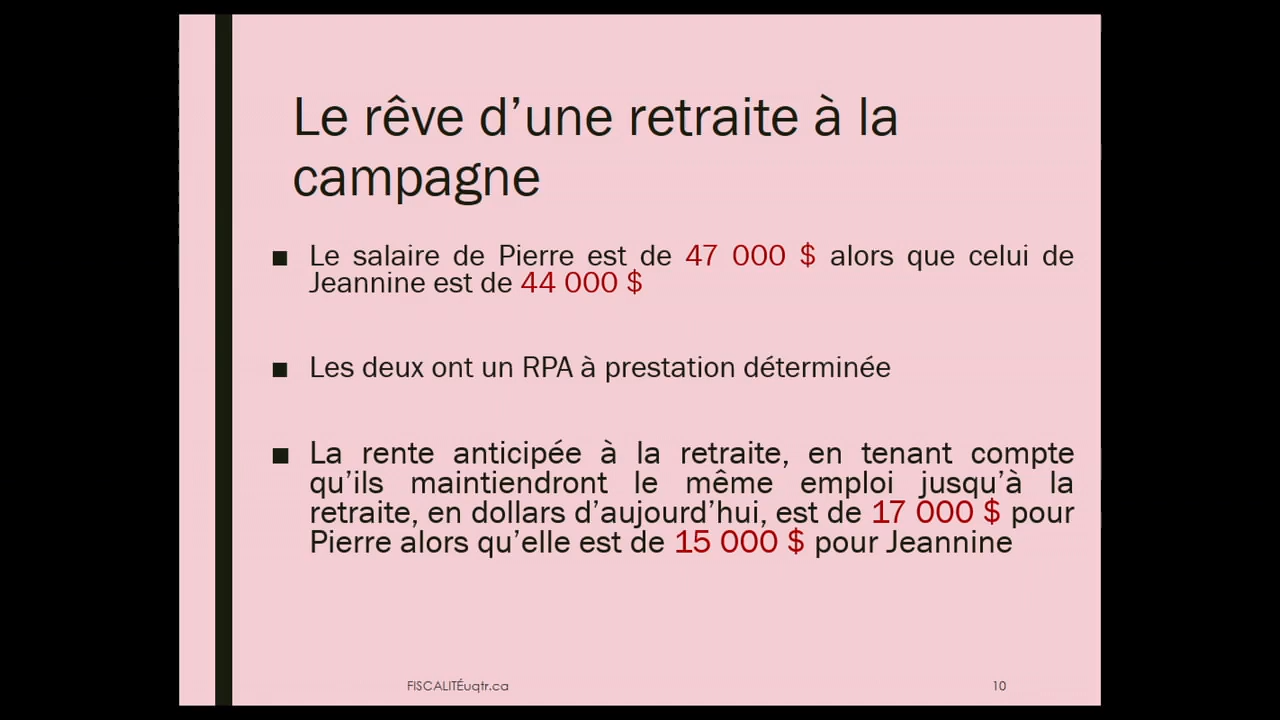 Le rêve d’une retraite à la
campagne
■ Le salaire de Pierre est de 47 000 $ alors que celui de
Jeannine est de 44 000 $
■ Les deux ont un RPA à prestation déterminée
■ La rente anticipée à la retraite, en tenant compte
qu’ils maintiendront le même emploi jusqu’à la
retraite, en dollars d’aujourd’hui, est de 17 000 $ pour
Pierre alors qu’elle est de 15 000 $ pour Jeannine
FISCALITÉuqtr.ca 10